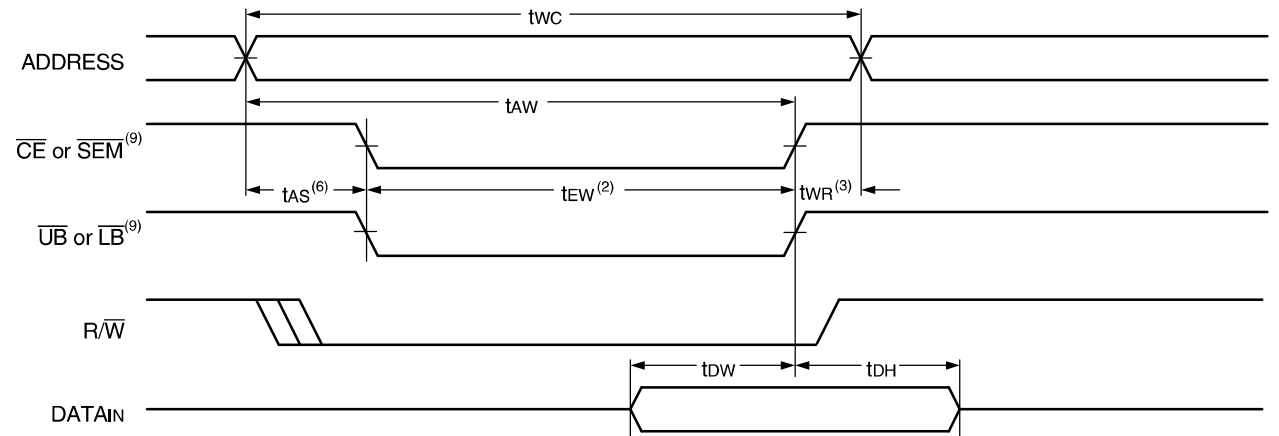 tWC
ADDRESS
tAW
CE or SEM(9)
tAS(6)
tEW(2)
tWR(3)
UB or LB(9)
R/W
tDW
tDH
DATAIN